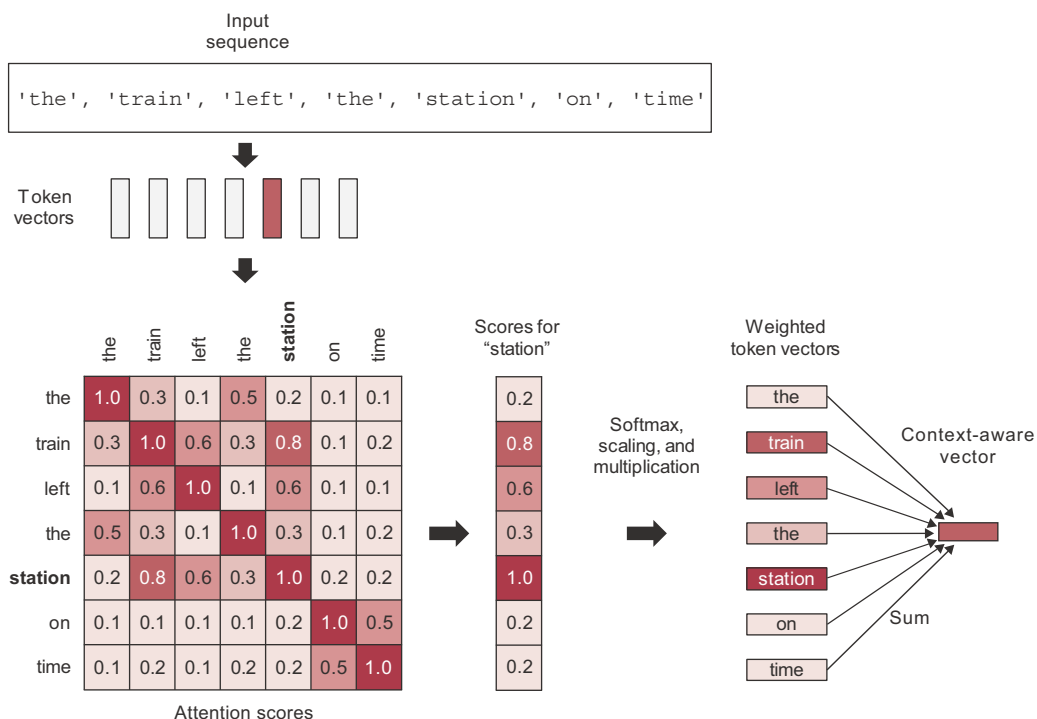 Input
sequence
'the', 'train', 'left', 'the', 'station', 'on', 'time'
Token
vectors
the train left the station on time
the 1.0 0.3 0.1 0.5 0.2 0.1 0.1
train 0.3 1.0 0.6 0.3 0.8 0.1 0.2
left 0.1 0.6 1.0 0.1 0.6 0.1 0.1
the 0.5 0.3 0.1 1.0 0.3 0.1 0.2
station 0.2 0.8 0.6 0.3 1.0 0.2 0.2
on 0.1 0.1 0.1 0.1 0.2 1.0 0.5
time 0.1 0.2 0.1 0.2 0.2 0.5 1.0
Attention scores
Scores for
“station”
0.2
0.8
0.6
0.3
1.0
0.2
0.2
Softmax,
scaling, and
multiplication
Weighted
token vectors
the
train
left
the
station
on
time
Context-aware
vector
Sum